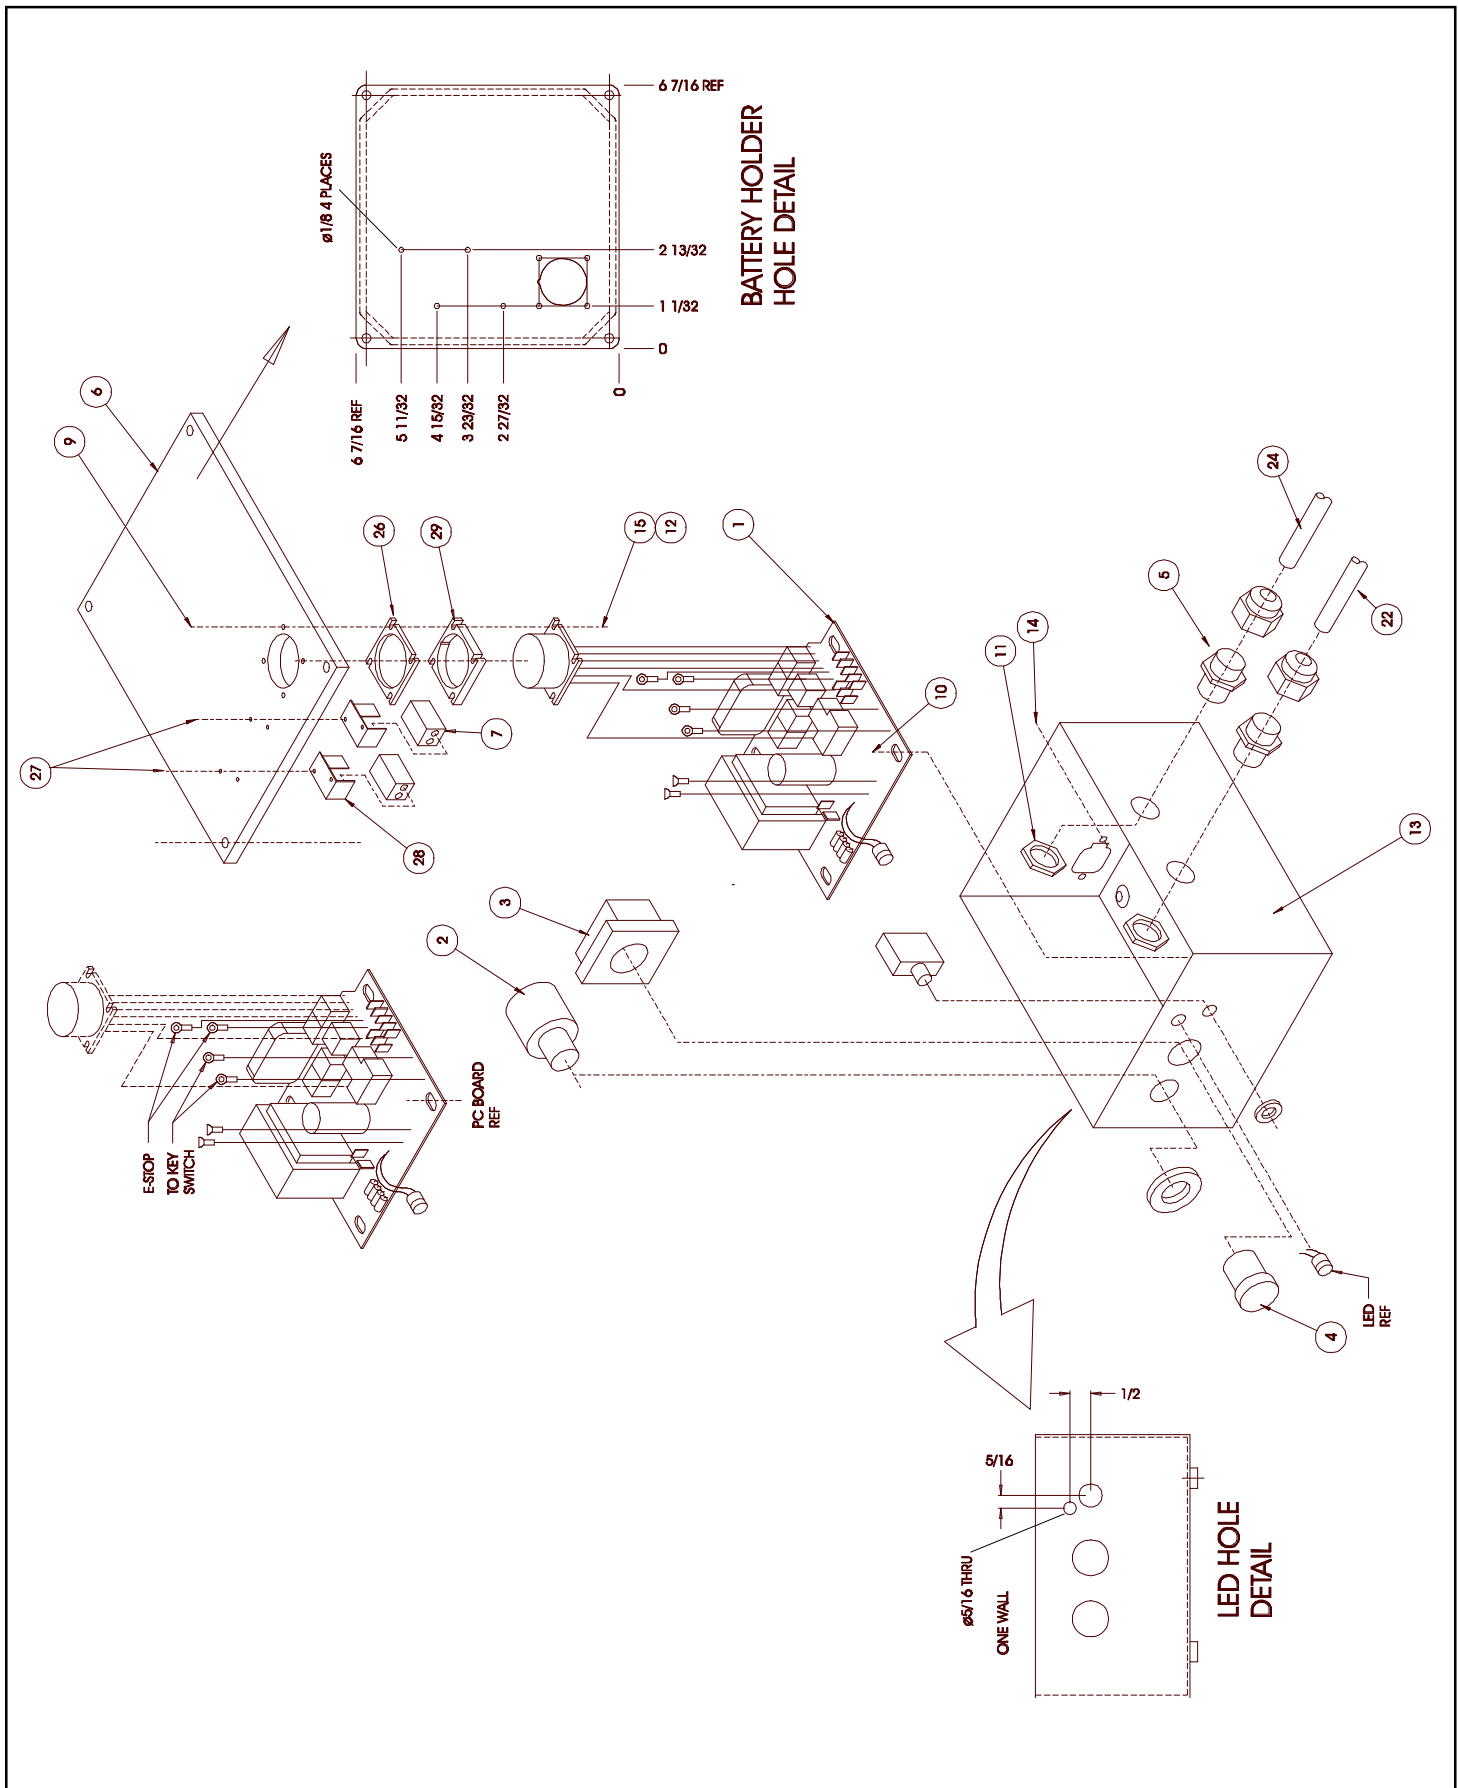 6 7/16 REF
BATTERY HOLDER
HOLE DETAIL
ø1/8 4 PLACES
2 13/32
1 1/32
0
6 7/16 REF
5 11/32
4 15/32
3 23/32
2 27/32
0
6
9
27
26
29
15
12
1
7
28
24
5
22
14
11
10
13
3
2
E-STOP
TO KEY
SWITCH
PC BOARD
REF
4
LED
REF
1/2
5/16
ø5/16 THRU
ONE WALL
LED HOLE
DETAIL